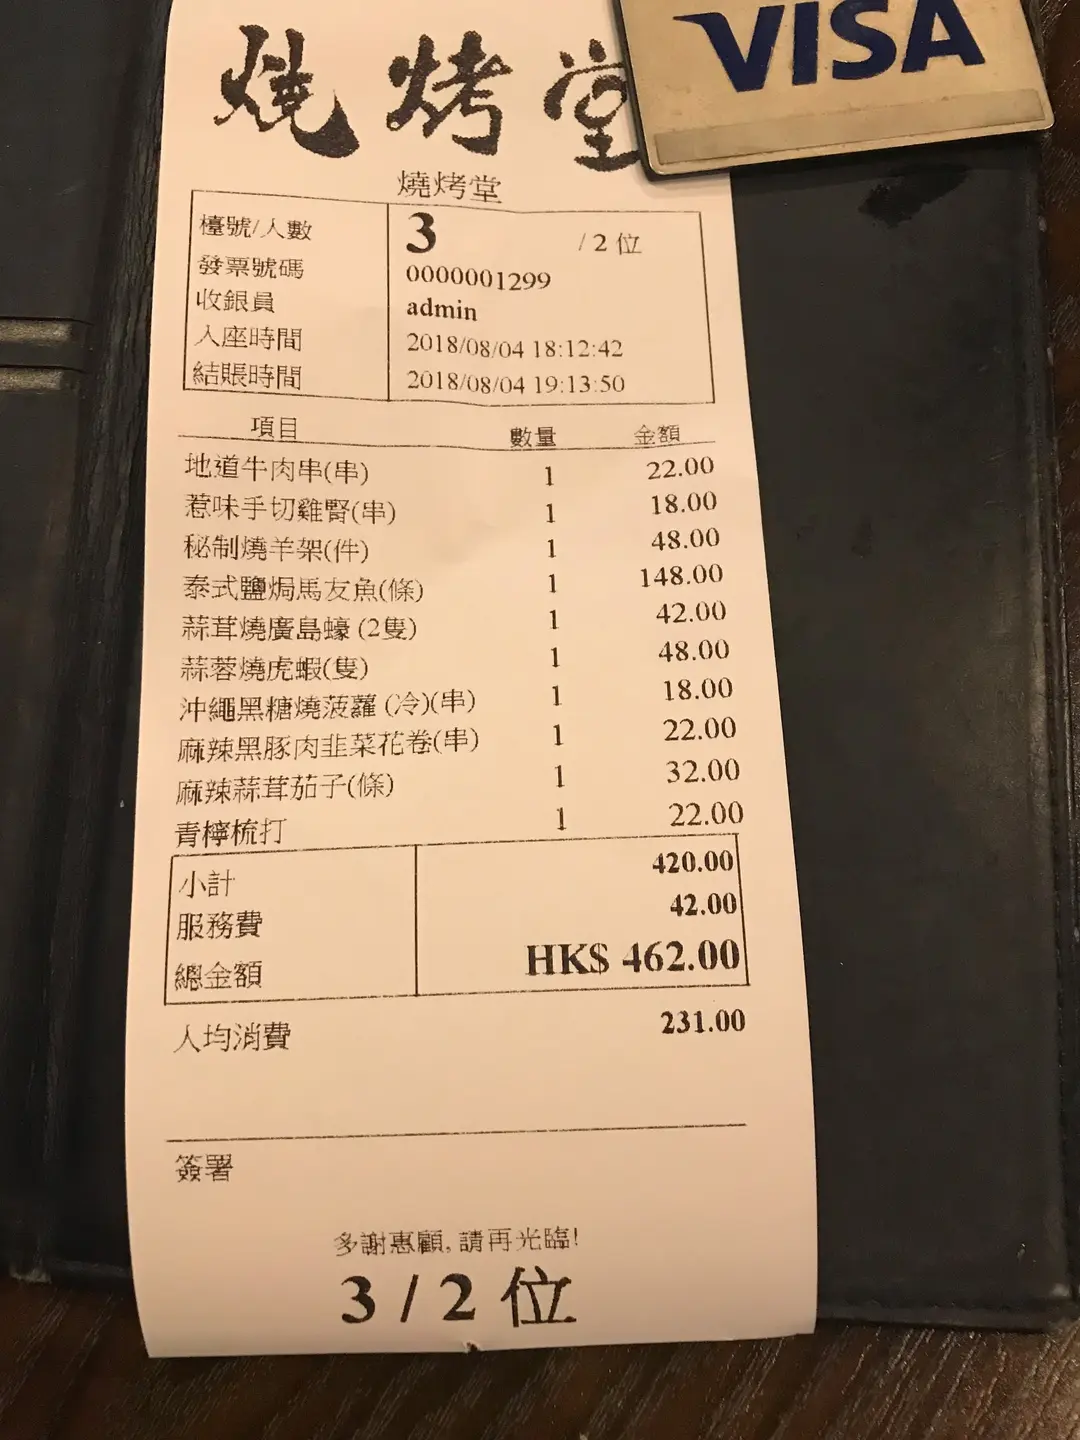 VISA
燒烤堂
燒烤堂
檯號/人數 3 / 2 位
發票號碼 0000001299
收銀員 admin
入座時間 2018/08/04 18:12:42
結賬時間 2018/08/04 19:13:50
項目 數量 金額
地道牛肉串(串) 1 22.00
惹味手切雞腎(串) 1 18.00
秘制燒羊架(件) 1 48.00
泰式鹽焗馬友魚(條) 1 148.00
蒜茸燒廣島蠔 (2隻) 1 42.00
蒜蓉燒虎蝦(隻) 1 48.00
沖繩黑糖燒菠蘿 (冷)(串) 1 18.00
麻辣黑豚肉韭菜花卷(串) 1 22.00
麻辣蒜茸茄子(條) 1 32.00
青檸梳打 1 22.00
小計 420.00
服務費 42.00
總金額 HK$ 462.00
人均消費 231.00
簽署
多謝惠顧, 請再光臨!
3 / 2 位